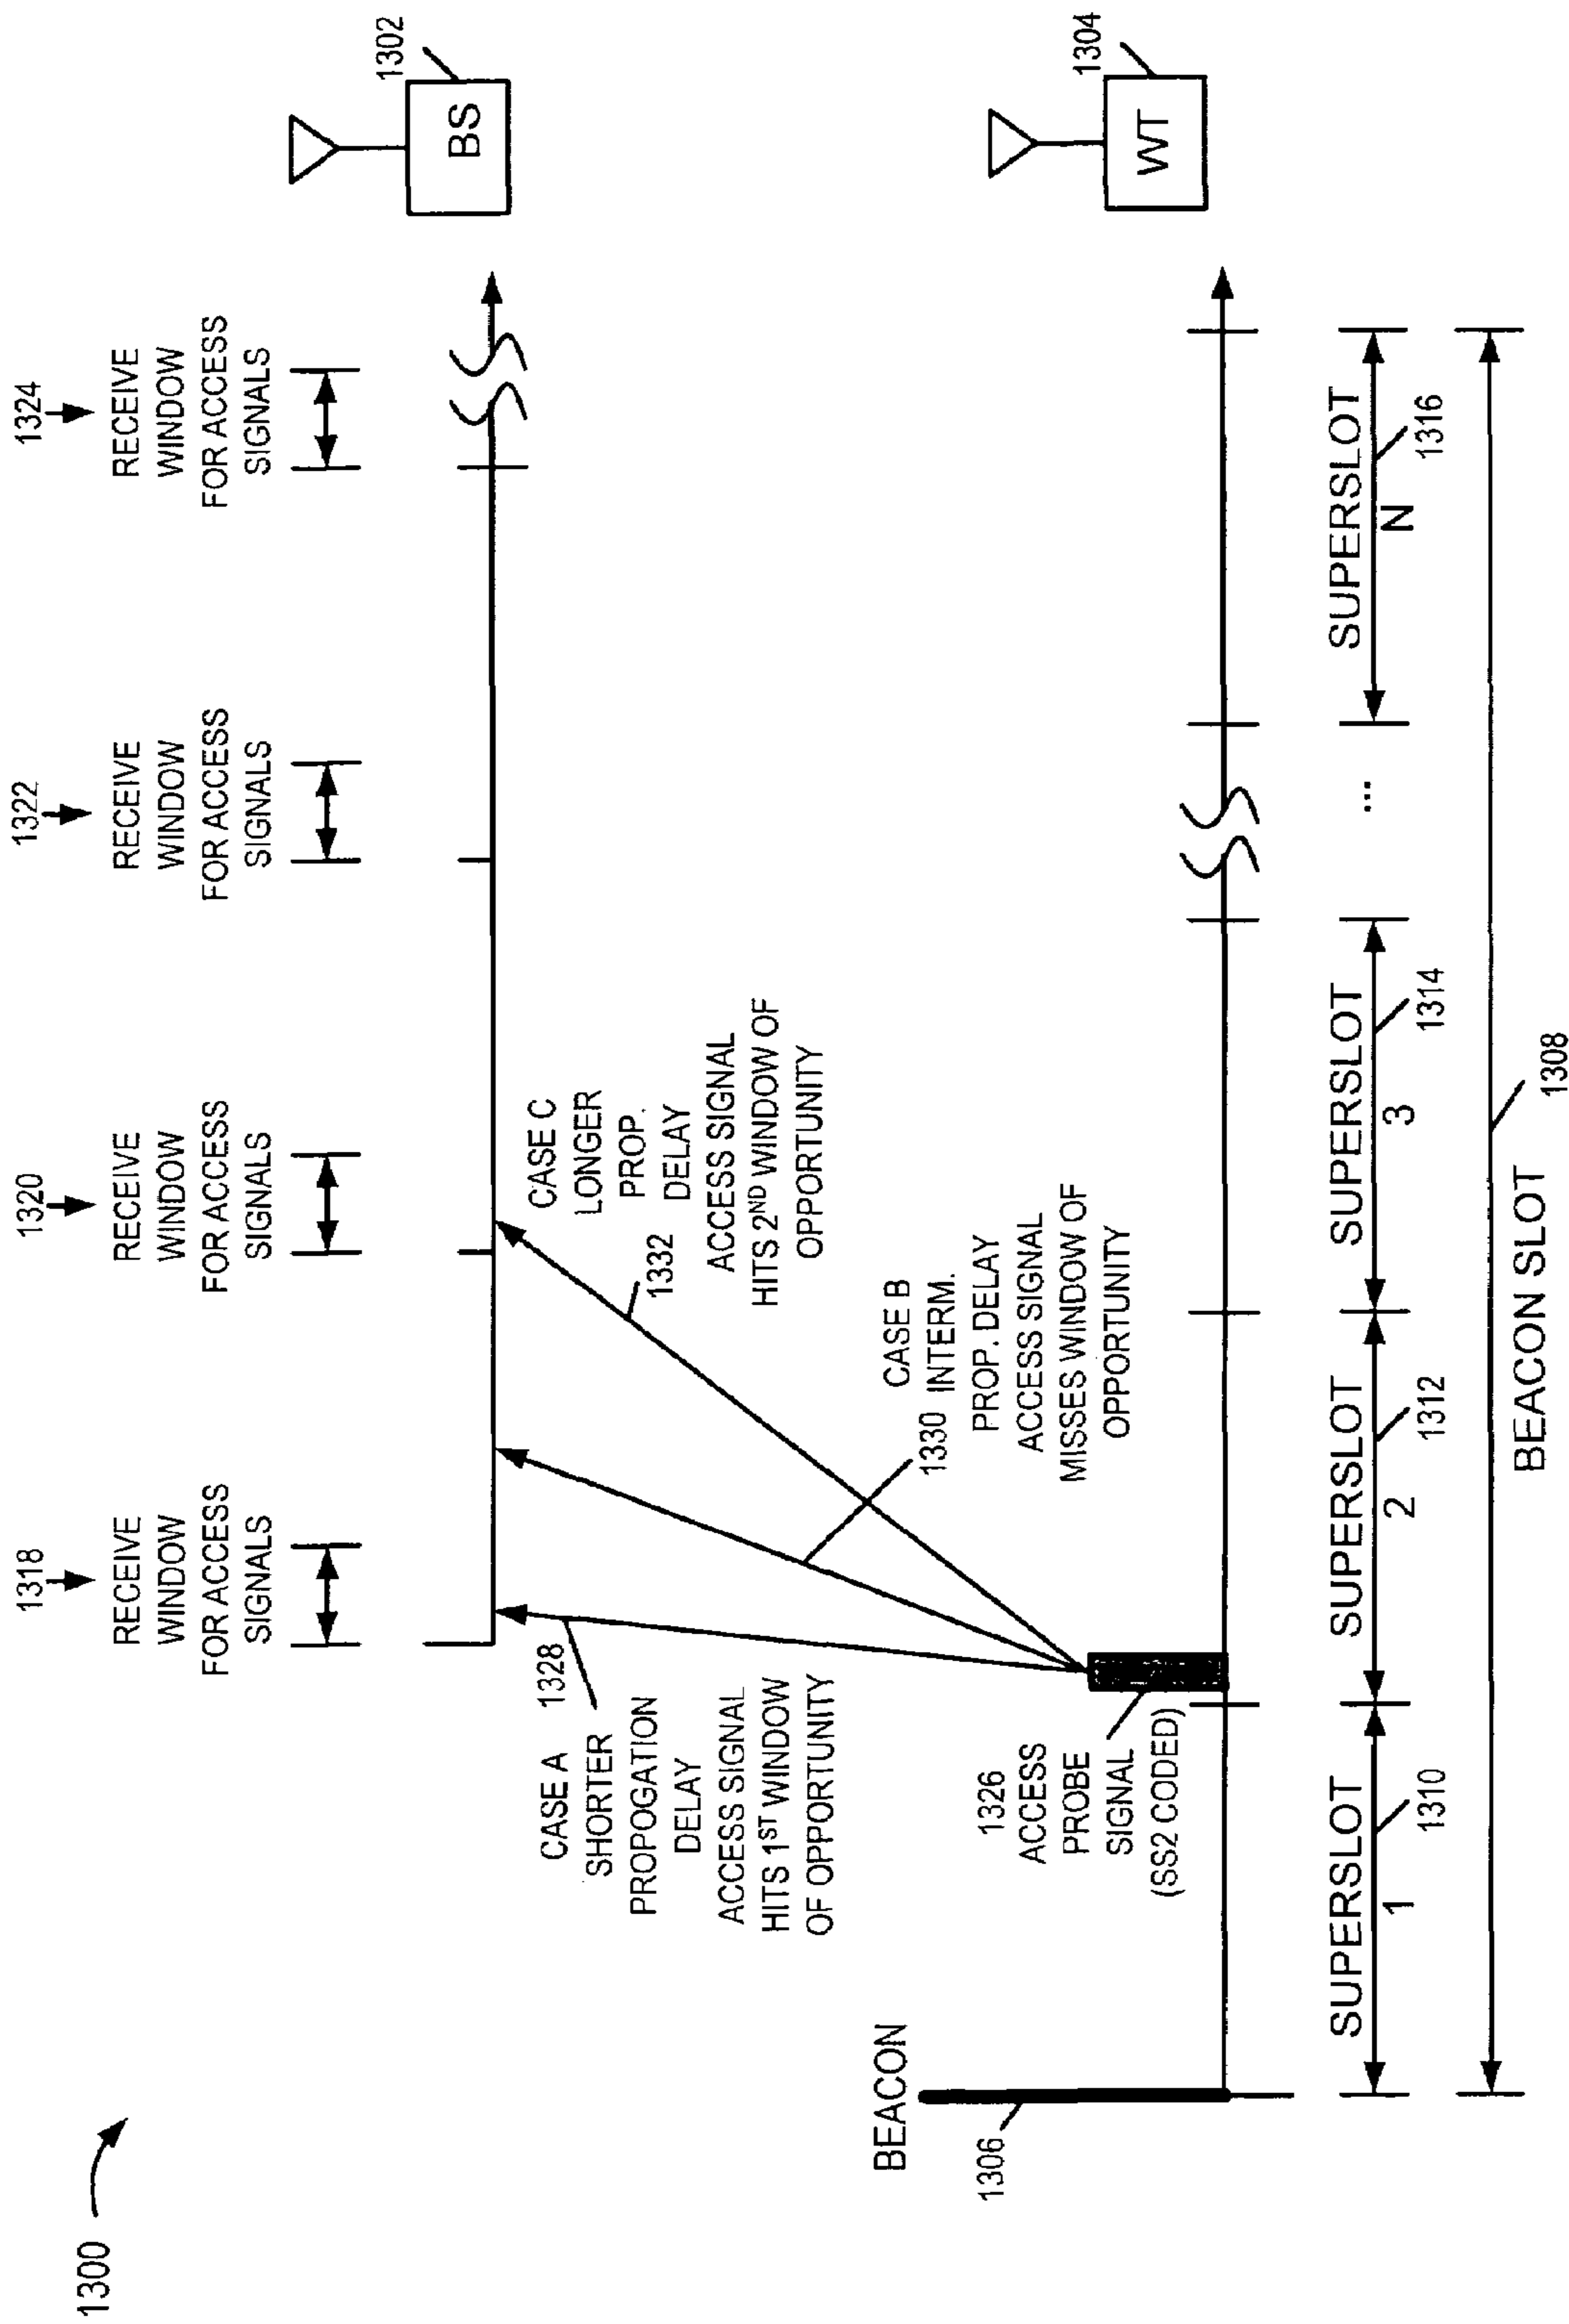 1300
1318
RECEIVE
WINDOW
FOR ACCESS
SIGNALS
1320
RECEIVE
WINDOW
FOR ACCESS
SIGNALS
1322
RECEIVE
WINDOW
FOR ACCESS
SIGNALS
1324
RECEIVE
WINDOW
FOR ACCESS
SIGNALS
1302
BS
CASE A
SHORTER
PROPOGATION
DELAY
ACCESS SIGNAL
HITS 1ST WINDOW
OF OPPORTUNITY
1328
CASE C
LONGER
PROP.
DELAY
ACCESS SIGNAL
HITS 2ND WINDOW OF
OPPORTUNITY
1332
CASE B
INTERM.
PROP. DELAY
ACCESS SIGNAL
MISSES WINDOW OF
OPPORTUNITY
1330
BEACON
1306
1326
ACCESS
PROBE
SIGNAL
(SS2 CODED)
1304
WT
SUPERSLOT
1
1310
SUPERSLOT
2
1312
SUPERSLOT
3
1314
...
SUPERSLOT
N
1316
BEACON SLOT
1308